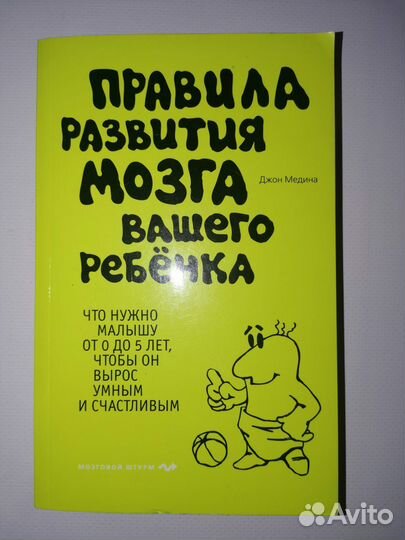 ПРАВИЛА
РАЗВИТИЯ
МОЗГА
Джон Медина
ВАШЕГО
РЕБЁНКА
ЧТО НУЖНО
МАЛЫШУ
ОТ 0 ДО 5 ЛЕТ,
ЧТОБЫ ОН
ВЫРОС
УМНЫМ
И СЧАСТЛИВЫМ
МОЗГОВОЙ ШТУРМ
Avito